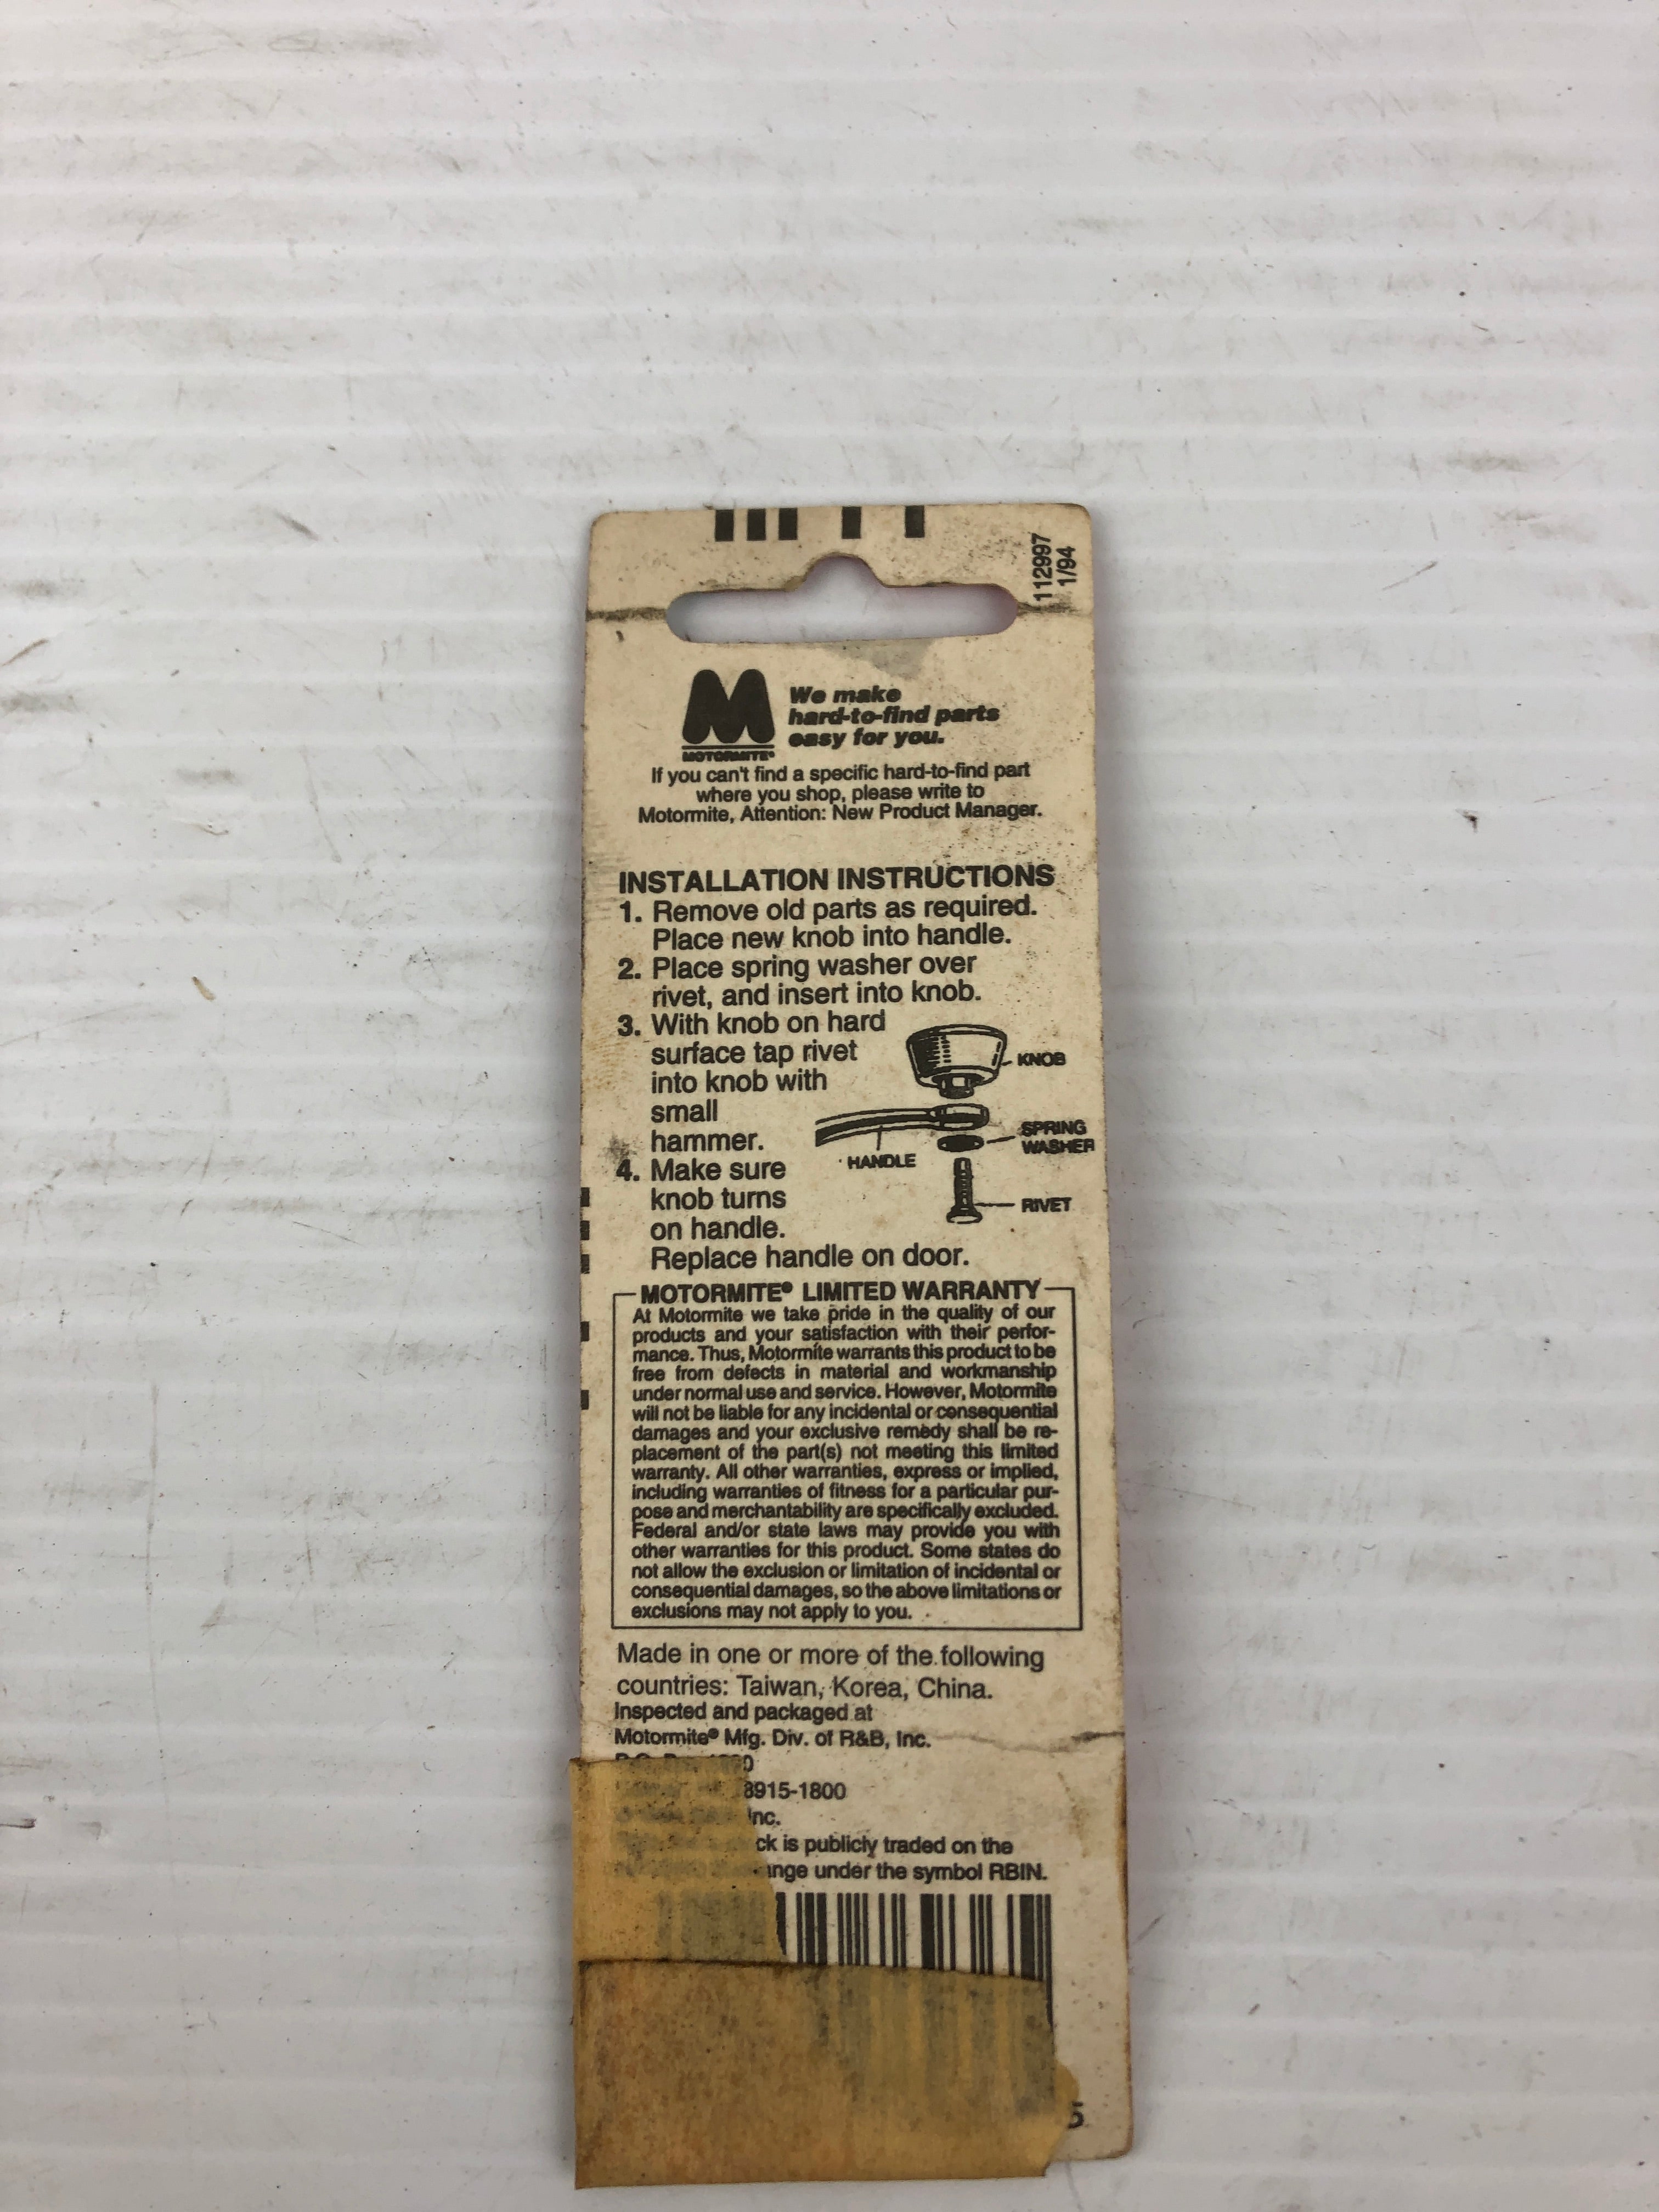 112997
1/94
M
MOTORMITE®
We make
hard-to-find parts
easy for you.
If you can't find a specific hard-to-find part
where you shop, please write to
Motormite, Attention: New Product Manager.
INSTALLATION INSTRUCTIONS
1. Remove old parts as required.
Place new knob into handle.
2. Place spring washer over
rivet, and insert into knob.
3. With knob on hard
surface tap rivet
into knob with
small
hammer.
4. Make sure
knob turns
on handle.
Replace handle on door.
KNOB
SPRING
WASHER
HANDLE
RIVET
MOTORMITE® LIMITED WARRANTY
At Motormite we take pride in the quality of our
products and your satisfaction with their perfor-
mance. Thus, Motormite warrants this product to be
free from defects in material and workmanship
under normal use and service. However, Motormite
will not be liable for any incidental or consequential
damages and your exclusive remedy shall be re-
placement of the part(s) not meeting this limited
warranty. All other warranties, express or implied,
including warranties of fitness for a particular pur-
pose and merchantability are specifically excluded.
Federal and/or state laws may provide you with
other warranties for this product. Some states do
not allow the exclusion or limitation of incidental or
consequential damages, so the above limitations or
exclusions may not apply to you.
Made in one or more of the following
countries: Taiwan, Korea, China.
Inspected and packaged at
Motormite® Mfg. Div. of R&B, Inc.
8915-1800
Inc.
is publicly traded on the
under the symbol RBIN.
5